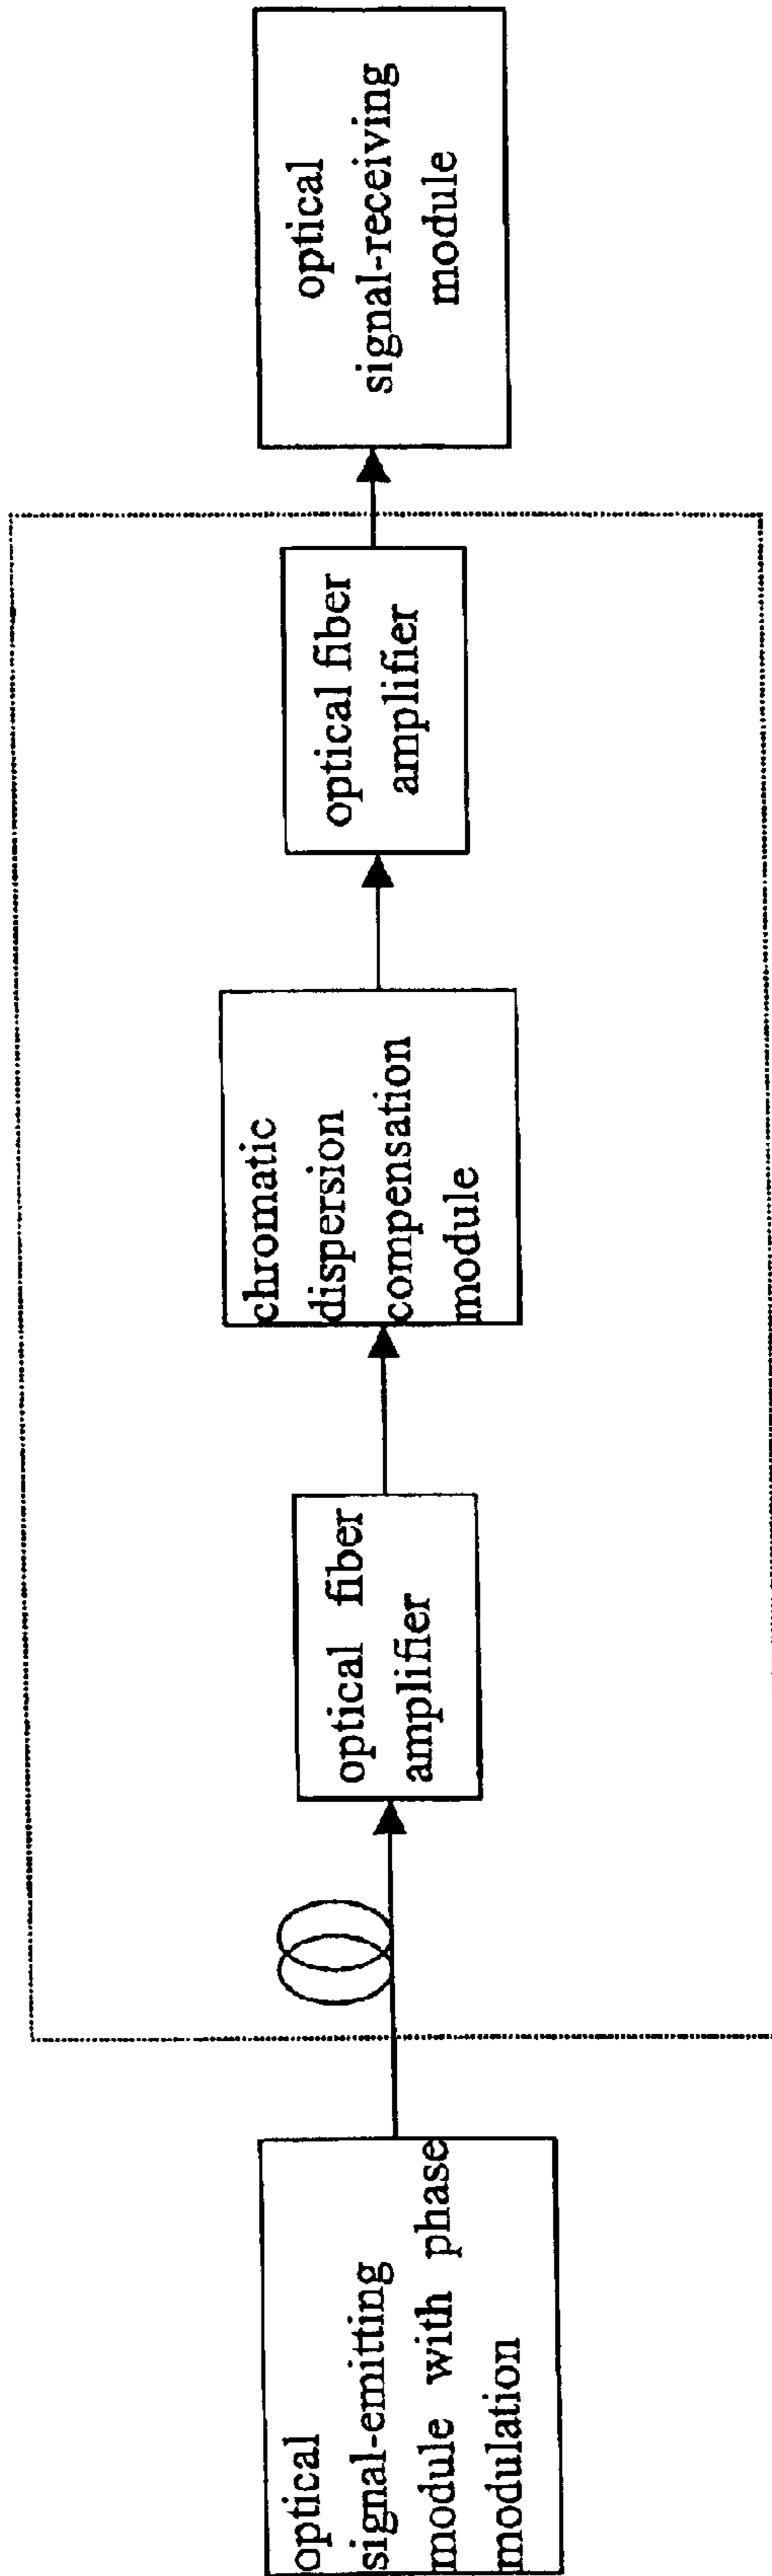 optical
signal-emitting
module with phase
modulation
optical fiber
amplifier
chromatic
dispersion
compensation
module
optical fiber
amplifier
optical
signal-receiving
module